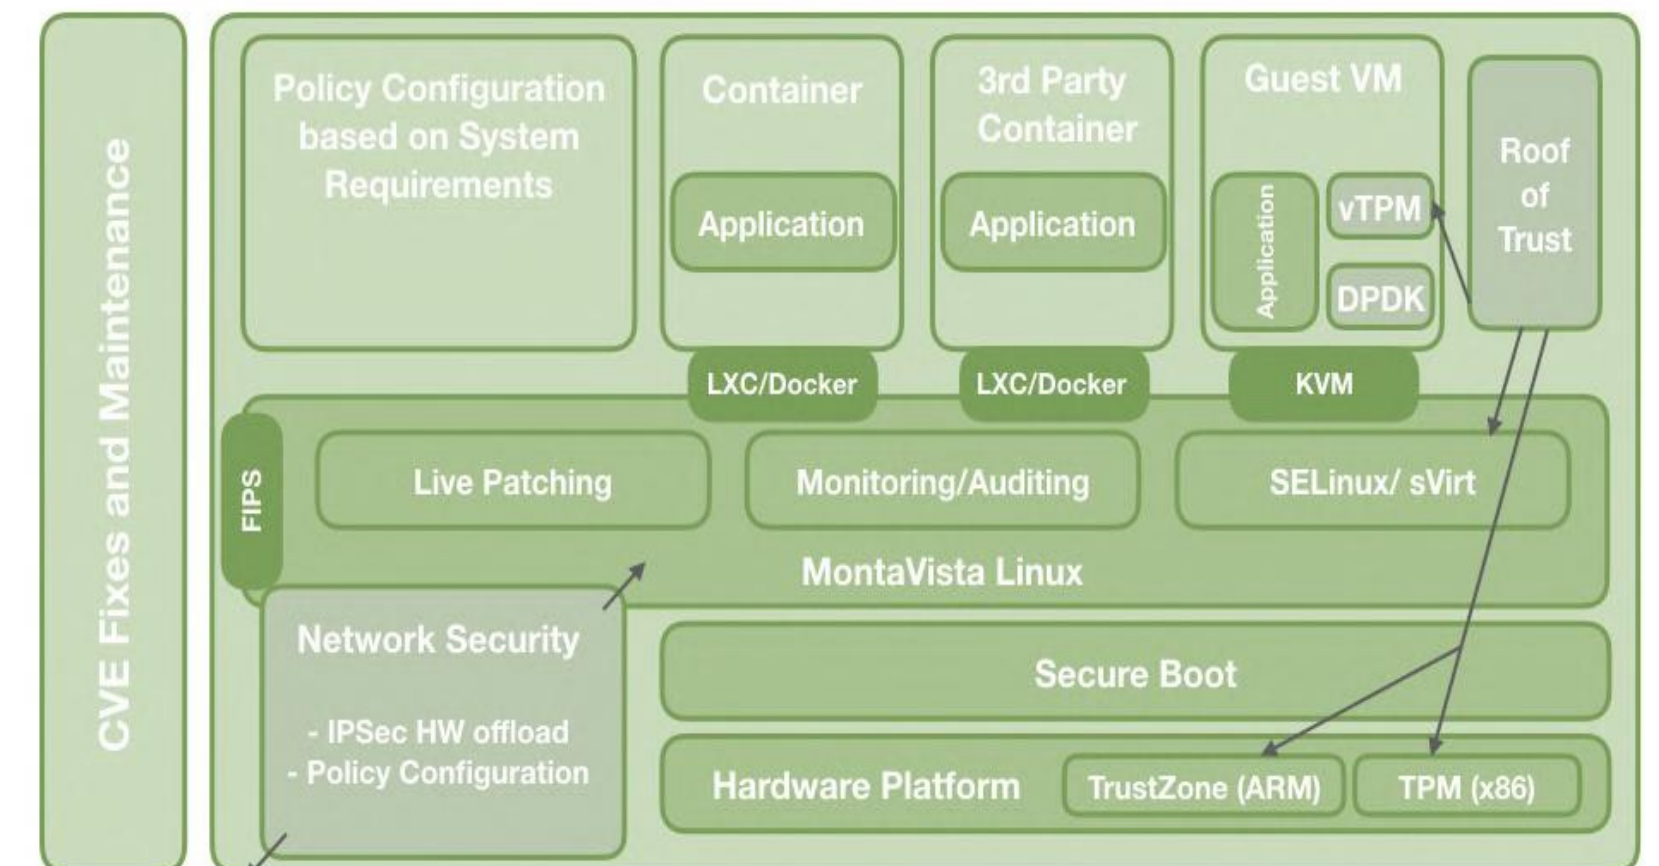 CVE Fixes and Maintenance
Policy Configuration
based on System
Requirements
Container
Application
LXC/Docker
3rd Party
Container
Application
LXC/Docker
Guest VM
Application
vTPM
DPDK
KVM
Roof
of
Trust
FIPS
Live Patching
Monitoring/Auditing
SELinux/ sVirt
MontaVista Linux
Network Security
- IPSec HW offload
- Policy Configuration
Secure Boot
Hardware Platform
TrustZone (ARM)
TPM (x86)